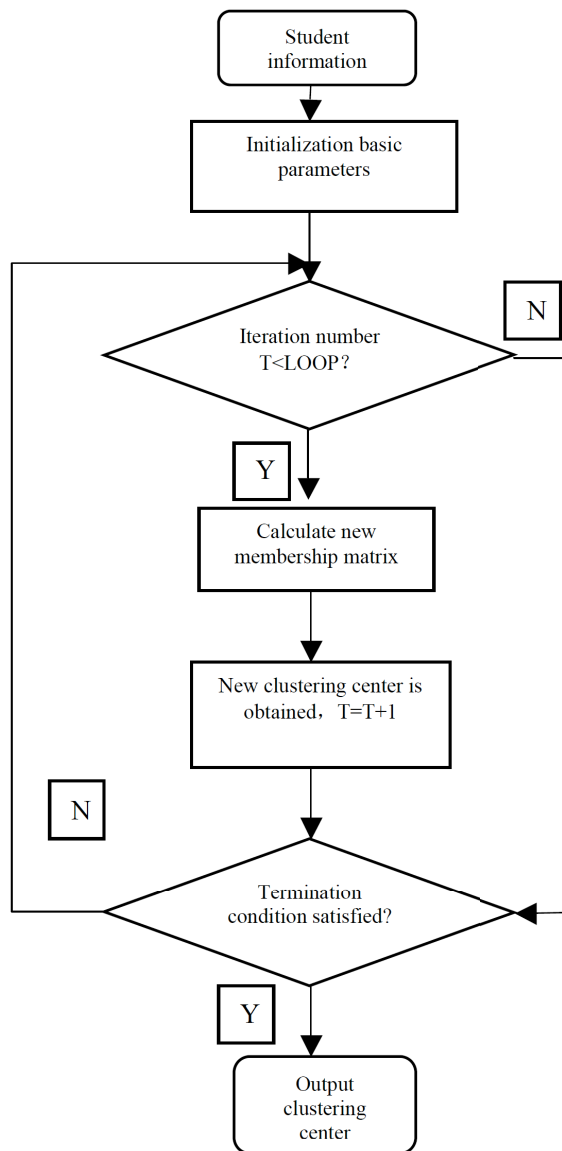 Student
information
Initialization basic
parameters
Iteration number
T<LOOP？
N
Y
Calculate new
membership matrix
New clustering center is
obtained，T=T+1
N
Termination
condition satisfied?
Y
Output
clustering
center